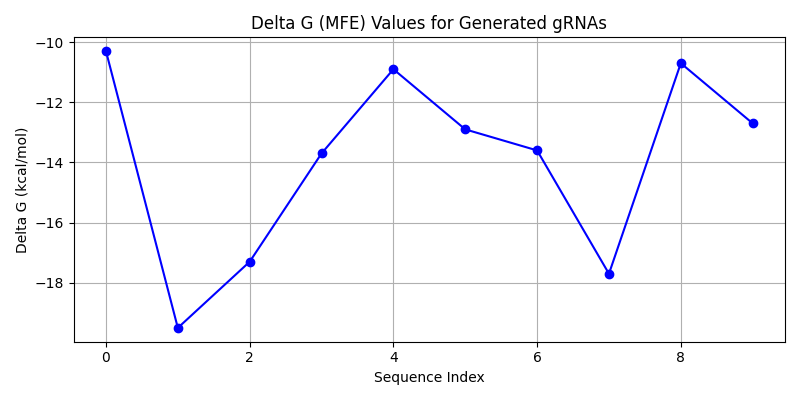 Delta G (MFE) Values for Generated gRNAs
Delta G (kcal/mol)
−10
−12
−14
−16
−18
0 2 4 6 8
Sequence Index